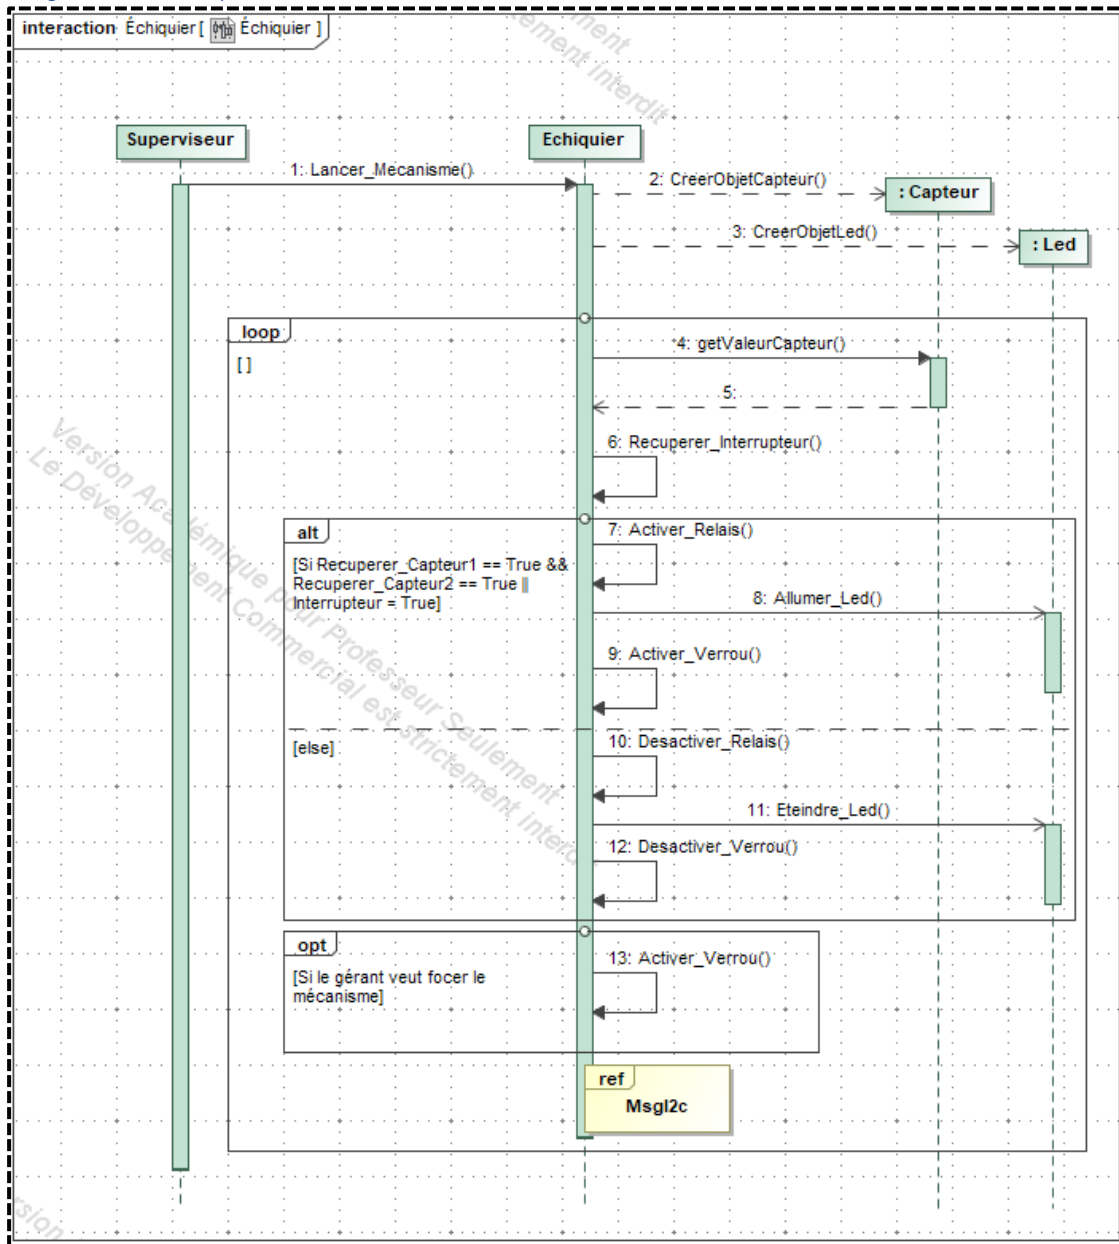 interaction Échiquier [ Échiquier ]
Superviseur
Echiquier
1: Lancer_Mecanisme()
2: CreerObjetCapteur()
: Capteur
3: CreerObjetLed()
: Led
loop
[ ]
4: getValeurCapteur()
5:
6: Recuperer_Interrupteur()
alt
[Si Recuperer_Capteur1 == True &&
Recuperer_Capteur2 == True ||
Interrupteur = True]
7: Activer_Relais()
8: Allumer_Led()
9: Activer_Verrou()
[else]
10: Desactiver_Relais()
11: Eteindre_Led()
12: Desactiver_Verrou()
opt
[Si le gérant veut focer le
mécanisme]
13: Activer_Verrou()
ref
MsgI2c
Version Académique pour Professeur Seulement
Le Développement Commercial est strictement interdit